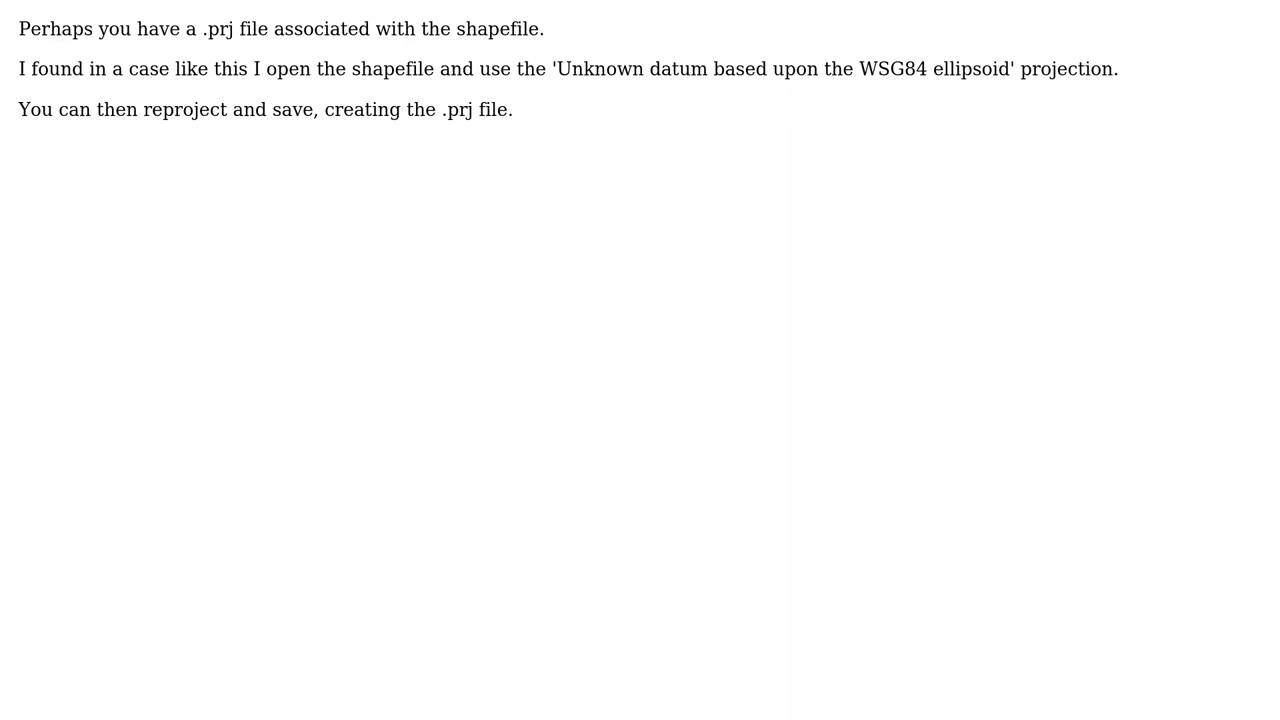 Perhaps you have a .prj file associated with the shapefile.
I found in a case like this I open the shapefile and use the 'Unknown datum based upon the WSG84 ellipsoid' projection.
You can then reproject and save, creating the .prj file.